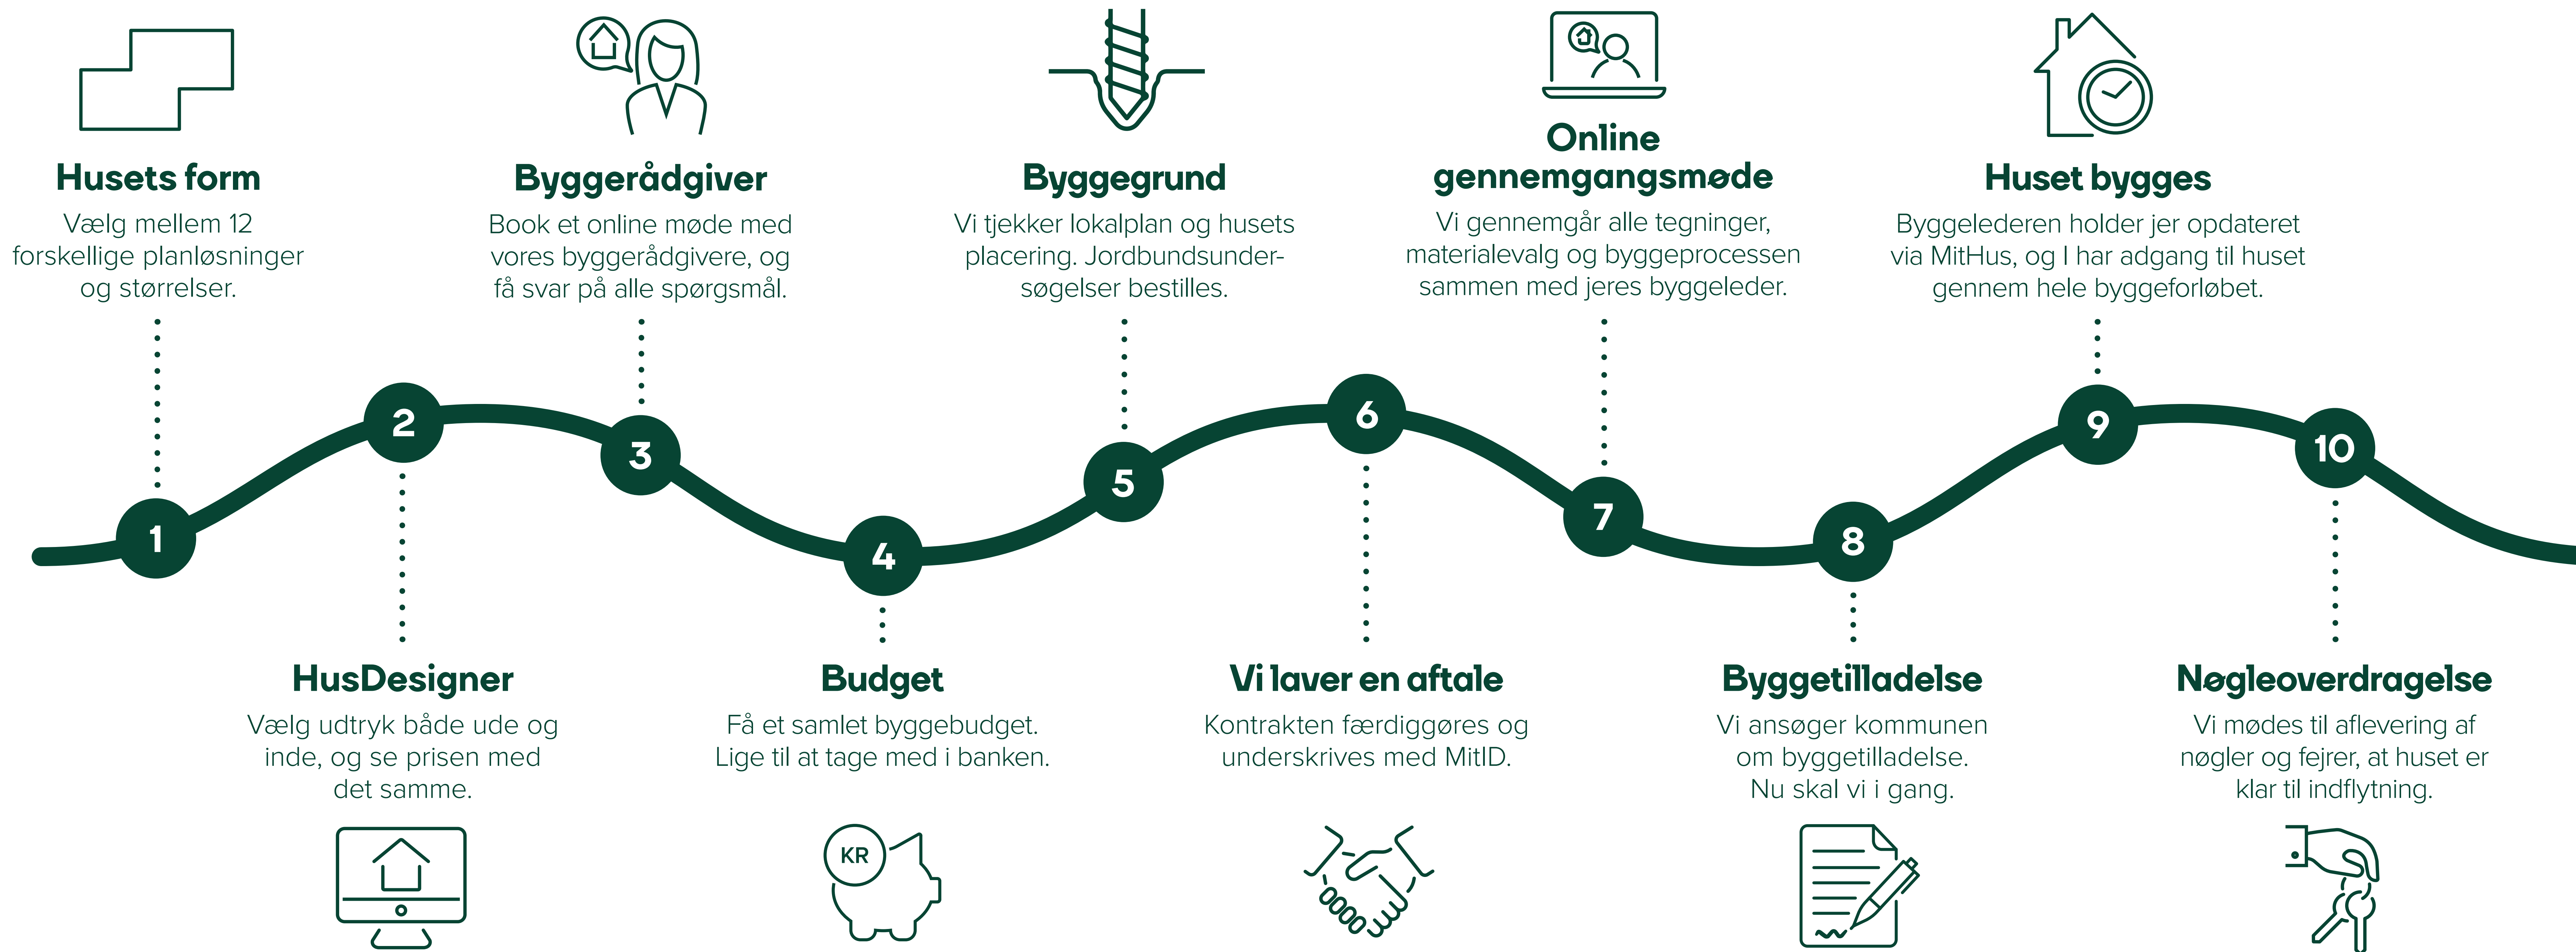 Husets form
Vælg mellem 12
forskellige planløsninger
og størrelser.
1
2
HusDesigner
Vælg udtryk både ude og
inde, og se prisen med
det samme.
Byggerådgiver
Book et online møde med
vores byggerådgivere, og
få svar på alle spørgsmål.
3
4
Budget
Få et samlet byggebudget.
Lige til at tage med i banken.
KR
Byggegrund
Vi tjekker lokalplan og husets
placering. Jordbundsunder-
søgelser bestilles.
5
6
Vi laver en aftale
Kontrakten færdiggøres og
underskrives med MitID.
Online
gennemgangsmøde
Vi gennemgår alle tegninger,
materialevalg og byggeprocessen
sammen med jeres byggeleder.
7
8
Byggetilladelse
Vi ansøger kommunen
om byggetilladelse.
Nu skal vi i gang.
Huset bygges
Byggelederen holder jer opdateret
via MitHus, og I har adgang til huset
gennem hele byggeforløbet.
9
10
Nøgleoverdragelse
Vi mødes til aflevering af
nøgler og fejrer, at huset er
klar til indflytning.